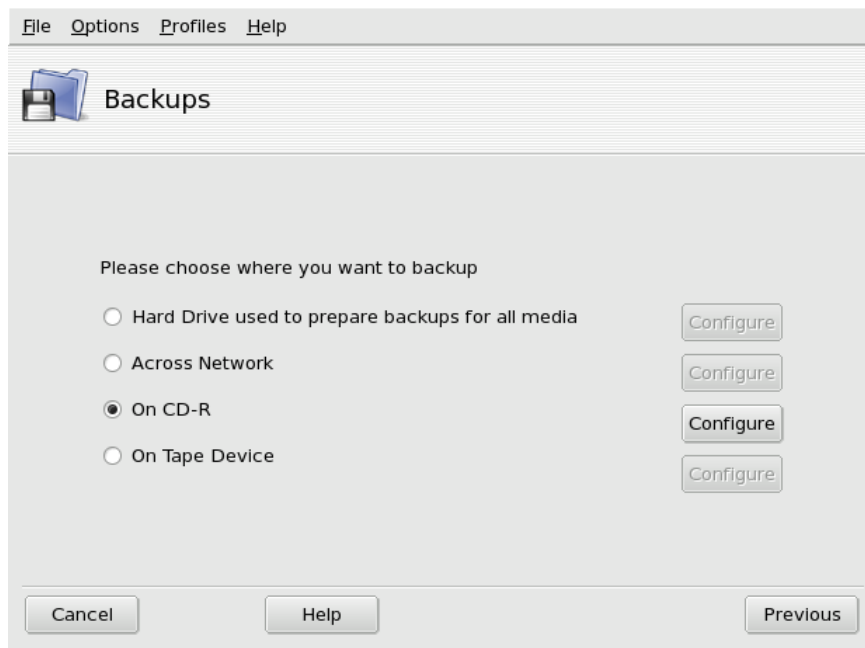 File Options Profiles Help
Backups
Please choose where you want to backup
Hard Drive used to prepare backups for all media
Configure
Across Network
Configure
On CD-R
Configure
On Tape Device
Configure
Cancel Help Previous